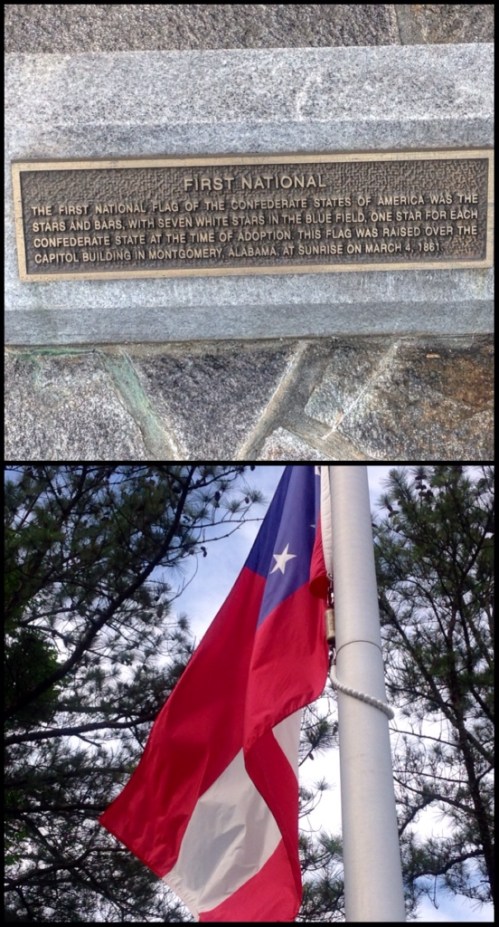 FIRST NATIONAL
THE FIRST NATIONAL FLAG OF THE CONFEDERATE STATES OF AMERICA WAS THE
STARS AND BARS, WITH SEVEN WHITE STARS IN THE BLUE FIELD, ONE STAR FOR EACH
CONFEDERATE STATE AT THE TIME OF ADOPTION. THIS FLAG WAS RAISED OVER THE
CAPITOL BUILDING IN MONTGOMERY, ALABAMA, AT SUNRISE ON MARCH 4, 1861.